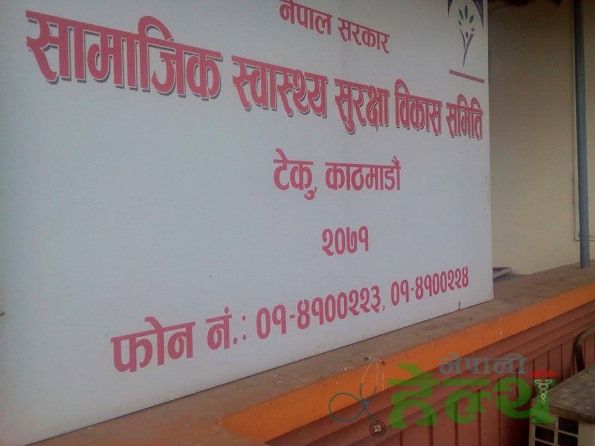 नेपाल सरकार
सामाजिक स्वास्थ्य सुरक्षा विकास समिति
टेकु, काठमाडौं
२०७१
फोन नं.: ०१-४१००२२३, ०१-४१००२२४
नेपाली
हेल्थ